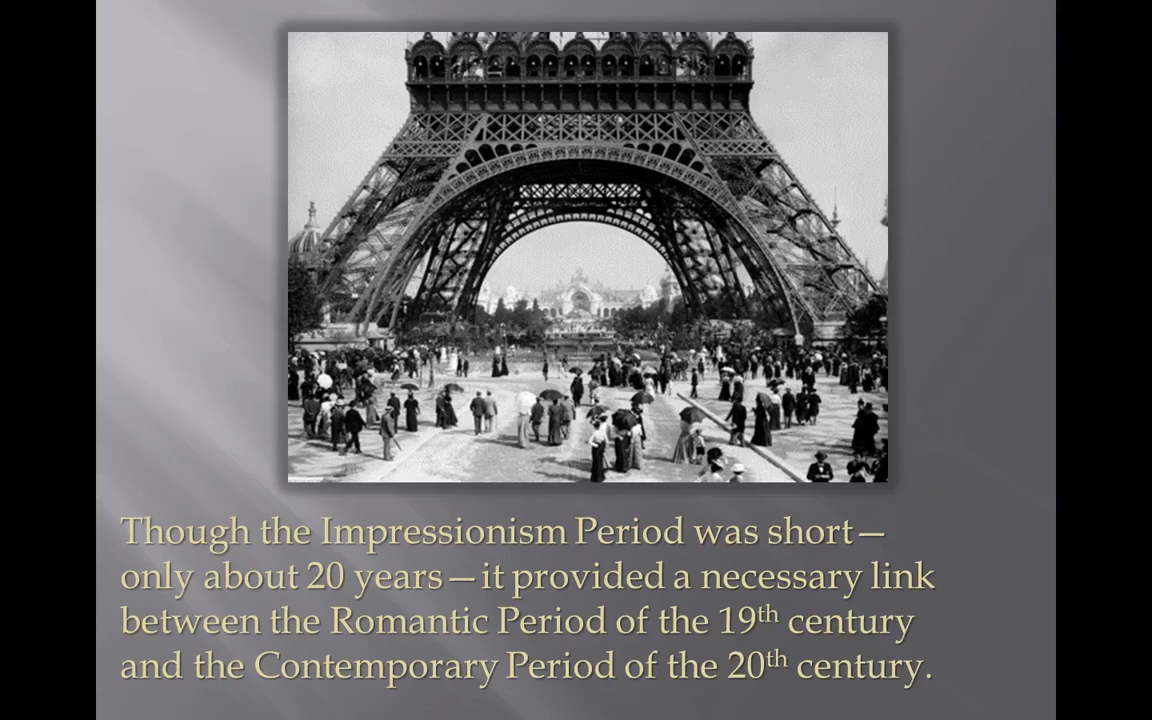 Though the Impressionism Period was short—
only about 20 years—it provided a necessary link
between the Romantic Period of the 19th century
and the Contemporary Period of the 20th century.